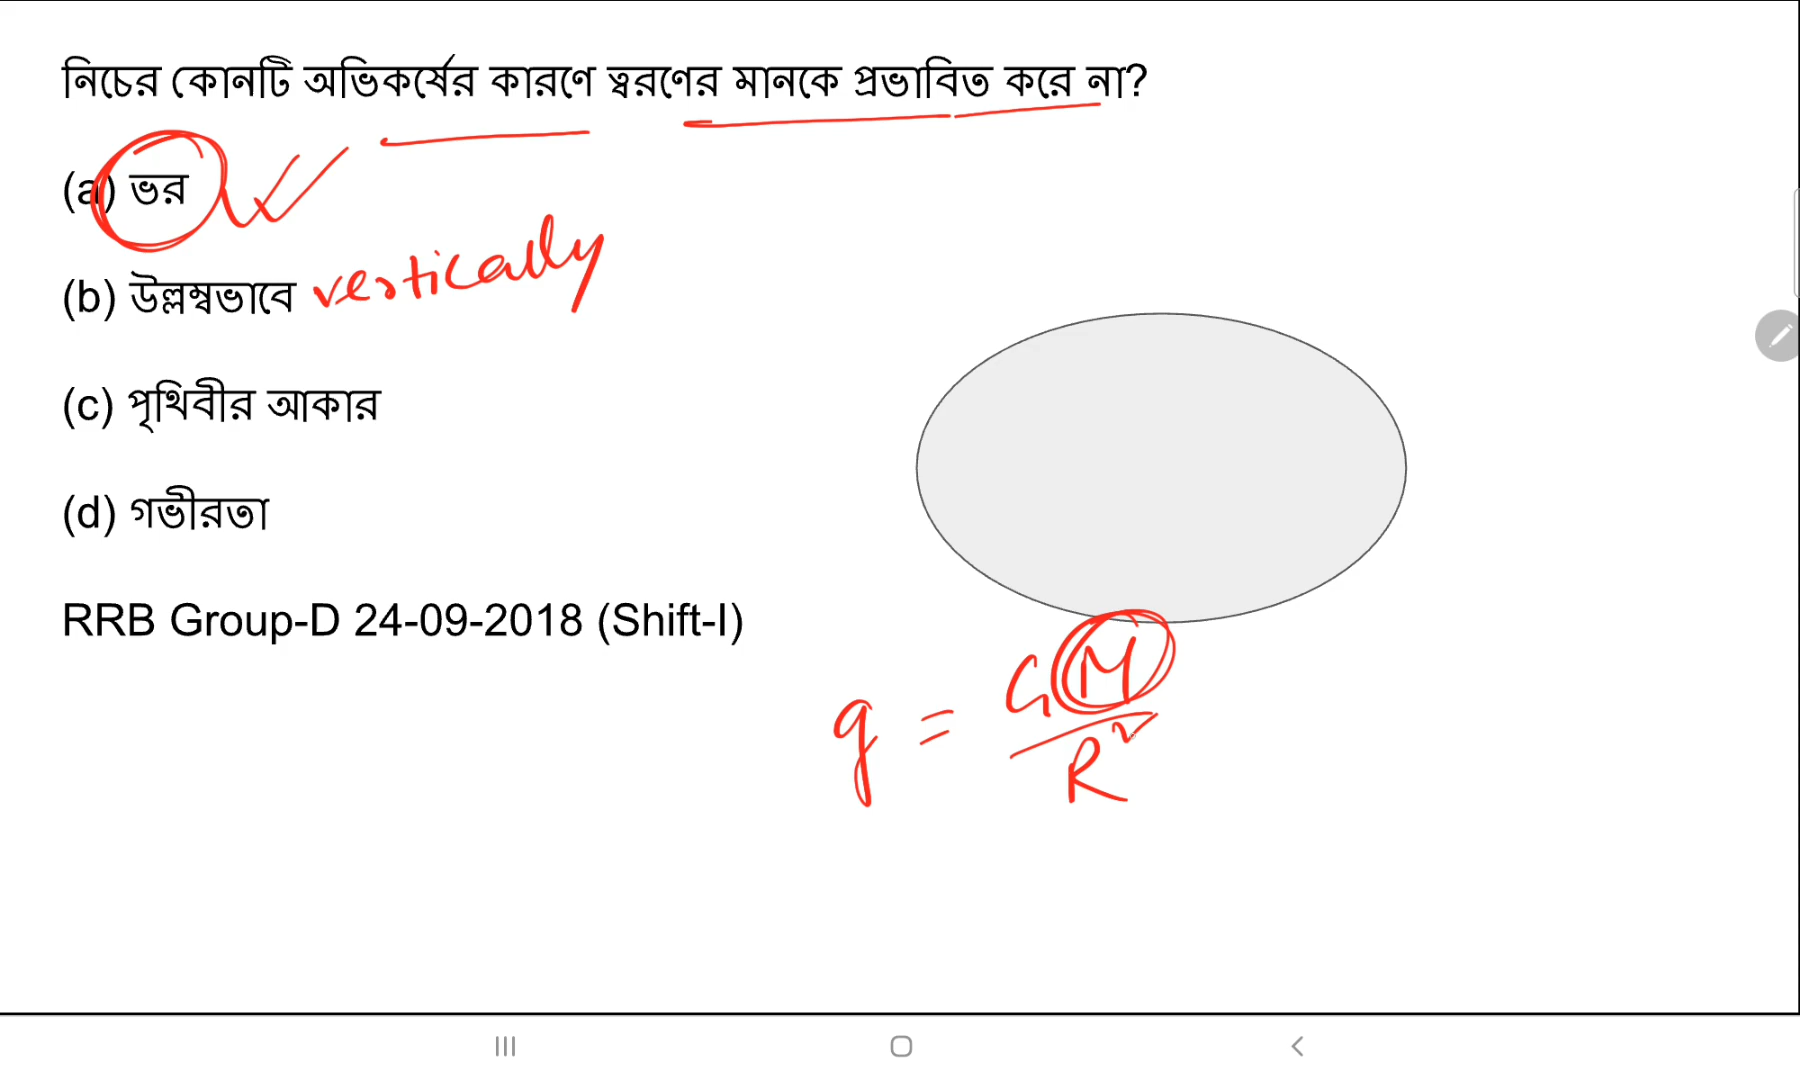 নিচের কোনটি অভিকর্ষের কারণে ত্বরণের মানকে প্রভাবিত করে না?
(a) ভর
(b) উল্লম্বভাবে vertically
(c) পৃথিবীর আকার
(d) গভীরতা
RRB Group-D 24-09-2018 (Shift-I)
g = GM
R²